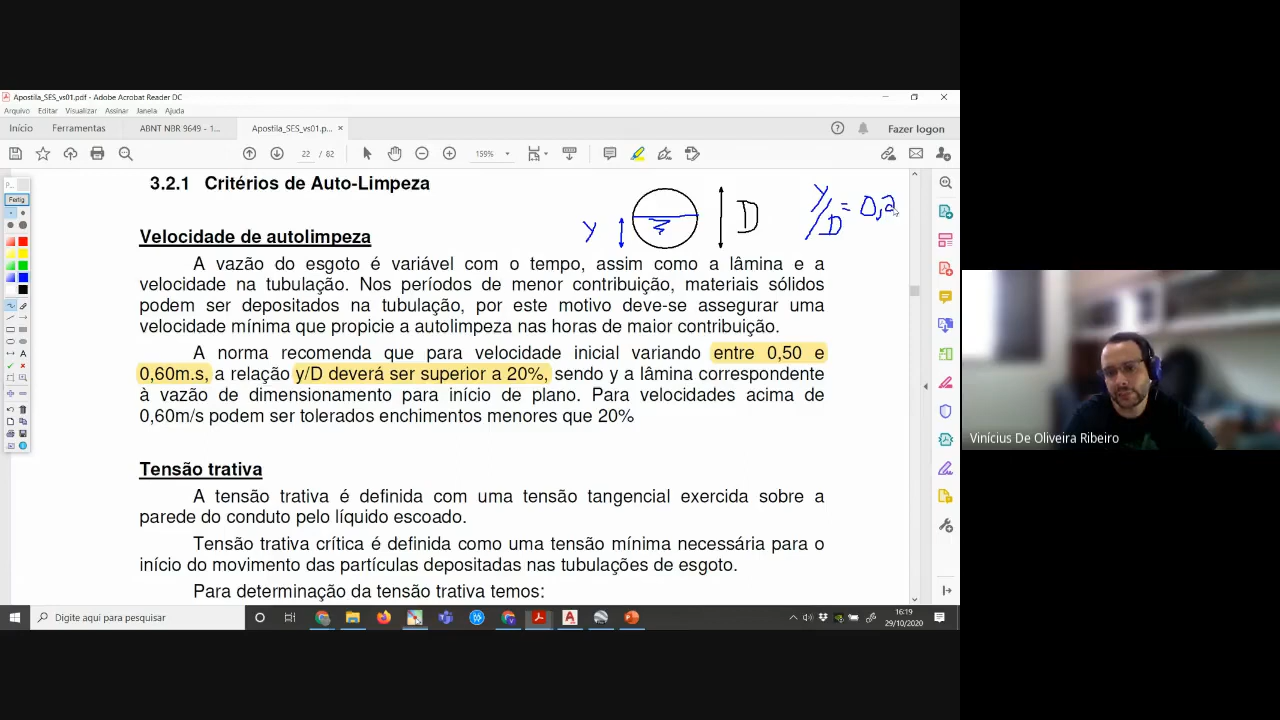 Apostila_SES_vs01.pdf - Adobe Acrobat Reader DC
Arquivo Editar Visualizar Assinar Janela Ajuda
Início Ferramentas ABNT NBR 9649 - 1... Apostila_SES_vs01.p... × Fazer logon
22 / 82 159%
Fertig
3.2.1 Critérios de Auto-Limpeza
Y D Y/D = 0,2
Velocidade de autolimpeza
A vazão do esgoto é variável com o tempo, assim como a lâmina e a
velocidade na tubulação. Nos períodos de menor contribuição, materiais sólidos
podem ser depositados na tubulação, por este motivo deve-se assegurar uma
velocidade mínima que propicie a autolimpeza nas horas de maior contribuição.
A norma recomenda que para velocidade inicial variando entre 0,50 e
0,60m.s, a relação y/D deverá ser superior a 20%, sendo y a lâmina correspondente
à vazão de dimensionamento para início de plano. Para velocidades acima de
0,60m/s podem ser tolerados enchimentos menores que 20%
Tensão trativa
A tensão trativa é definida com uma tensão tangencial exercida sobre a
parede do conduto pelo líquido escoado.
Tensão trativa crítica é definida como uma tensão mínima necessária para o
início do movimento das partículas depositadas nas tubulações de esgoto.
Para determinação da tensão trativa temos:
Vinícius De Oliveira Ribeiro
Digite aqui para pesquisar
16:19
29/10/2020